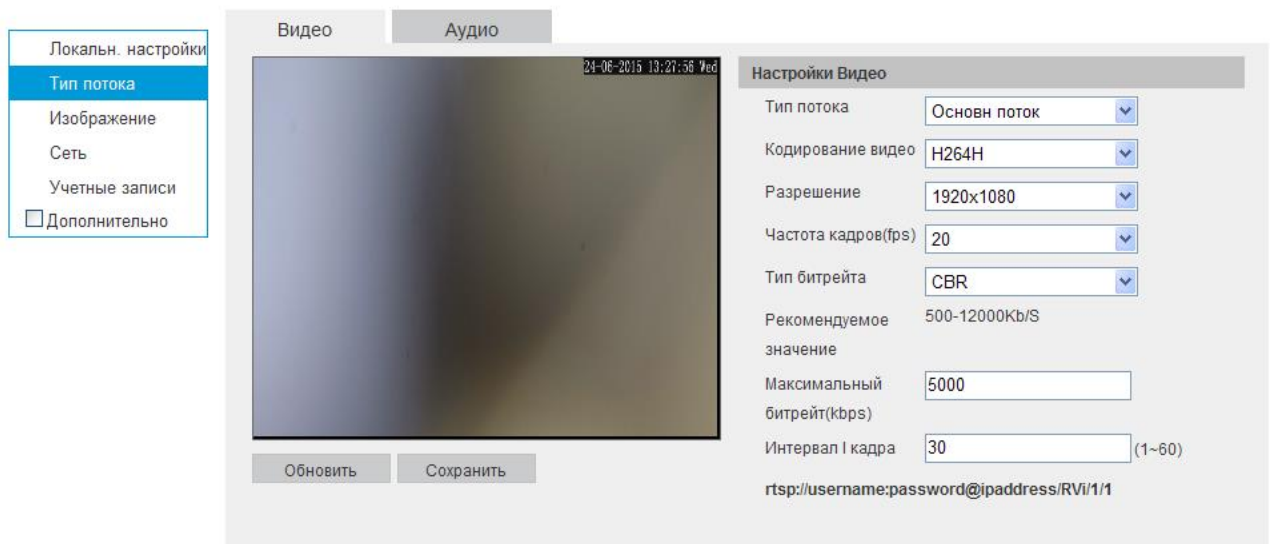 Видео
Аудио
Локальн. настройки
Тип потока
Изображение
Сеть
Учетные записи
Дополнительно
24-06-2015 13:27:56 Wed
Обновить
Сохранить
Настройки Видео
Тип потока
Основн поток
Кодирование видео
H264H
Разрешение
1920x1080
Частота кадров(fps)
20
Тип битрейта
CBR
Рекомендуемое
значение
500-12000Kb/S
Максимальный
битрейт(kbps)
5000
Интервал I кадра
30
(1~60)
rtsp://username:password@ipaddress/RVi/1/1